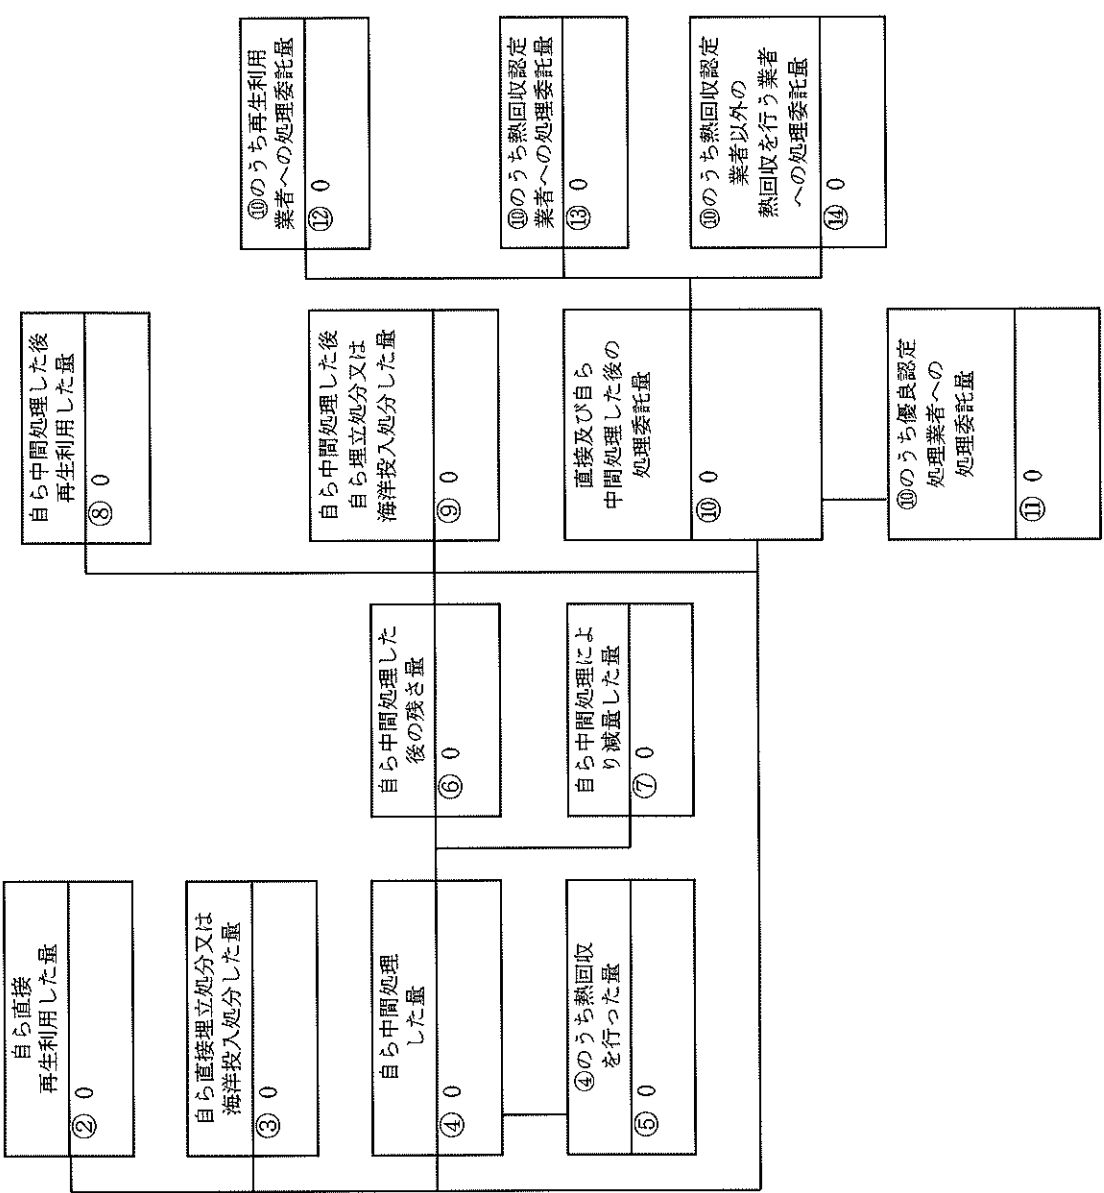 自ら直接
再生利用した量
② 0
自ら直接埋立処分又は
海洋投入処分した量
③ 0
自ら中間処理
した量
④ 0
④のうち熱回収
を行った量
⑤ 0
自ら中間処理した
後の残さ量
⑥ 0
自ら中間処理によ
り減量した量
⑦ 0
自ら中間処理した後
再生利用した量
⑧ 0
自ら中間処理した後
自ら埋立処分又は
海洋投入処分した量
⑨ 0
直接及び自ら
中間処理した後の
処理委託量
⑩ 0
⑩のうち優良認定
処理業者への
処理委託量
⑪ 0
⑩のうち再生利用
業者への処理委託量
⑫ 0
⑩のうち熱回収認定
業者への処理委託量
⑬ 0
⑩のうち熱回収認定
業者以外の
熱回収を行う業者
への処理委託量
⑭ 0